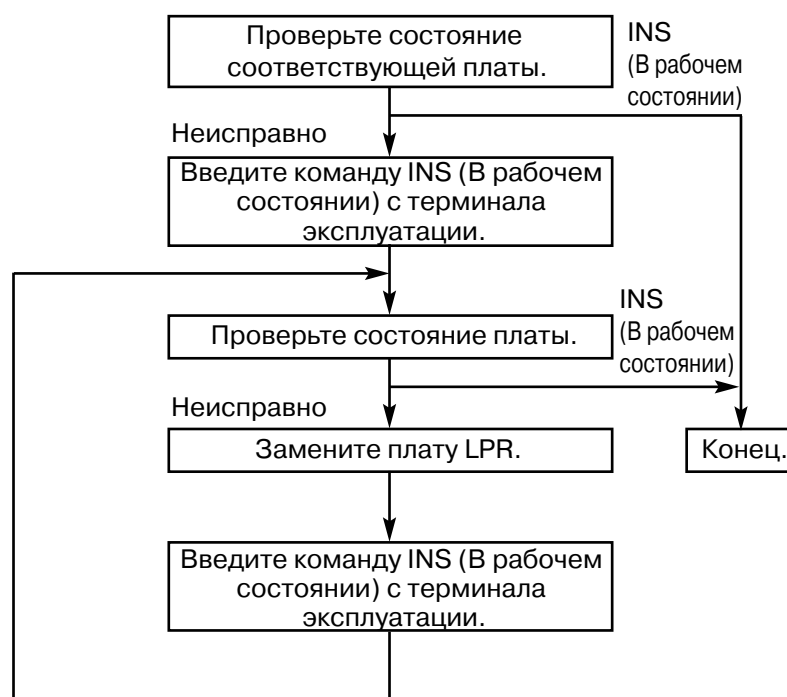 Проверьте состояние
соответствующей платы.
INS
(В рабочем
состоянии)
Неисправно
Введите команду INS (В рабочем
состоянии) с терминала
эксплуатации.
INS
(В рабочем
состоянии)
Проверьте состояние платы.
Неисправно
Замените плату LPR.
Конец.
Введите команду INS (В рабочем
состоянии) с терминала
эксплуатации.